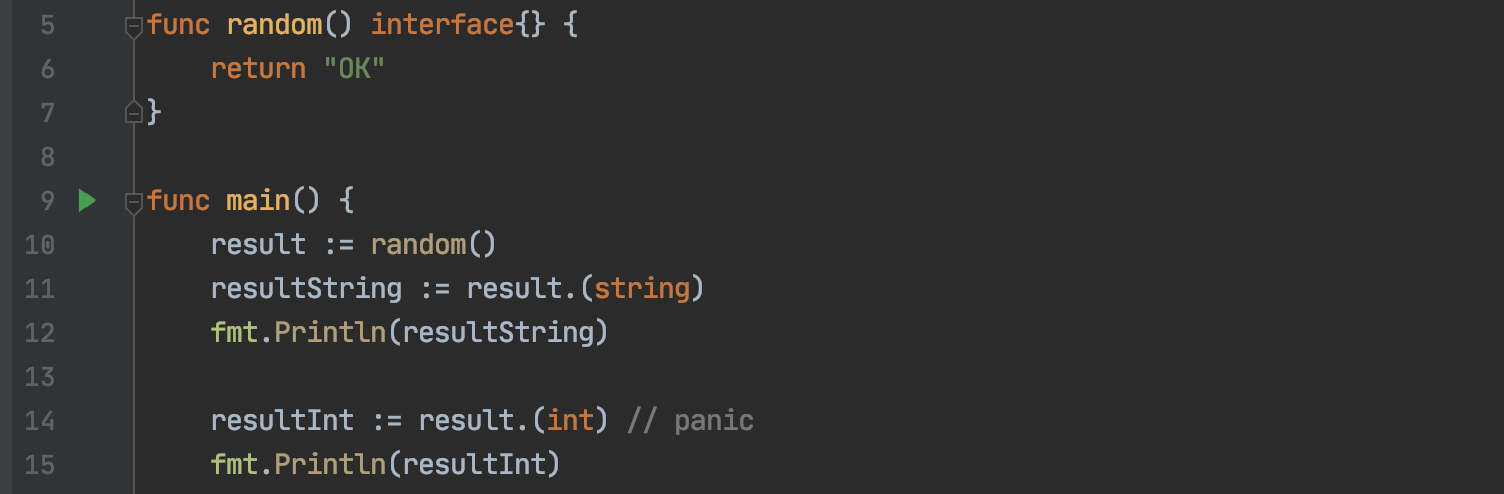 5 func random() interface{} {
6     return "OK"
7 }
8
9 func main() {
10     result := random()
11     resultString := result.(string)
12     fmt.Println(resultString)
13
14     resultInt := result.(int) // panic
15     fmt.Println(resultInt)